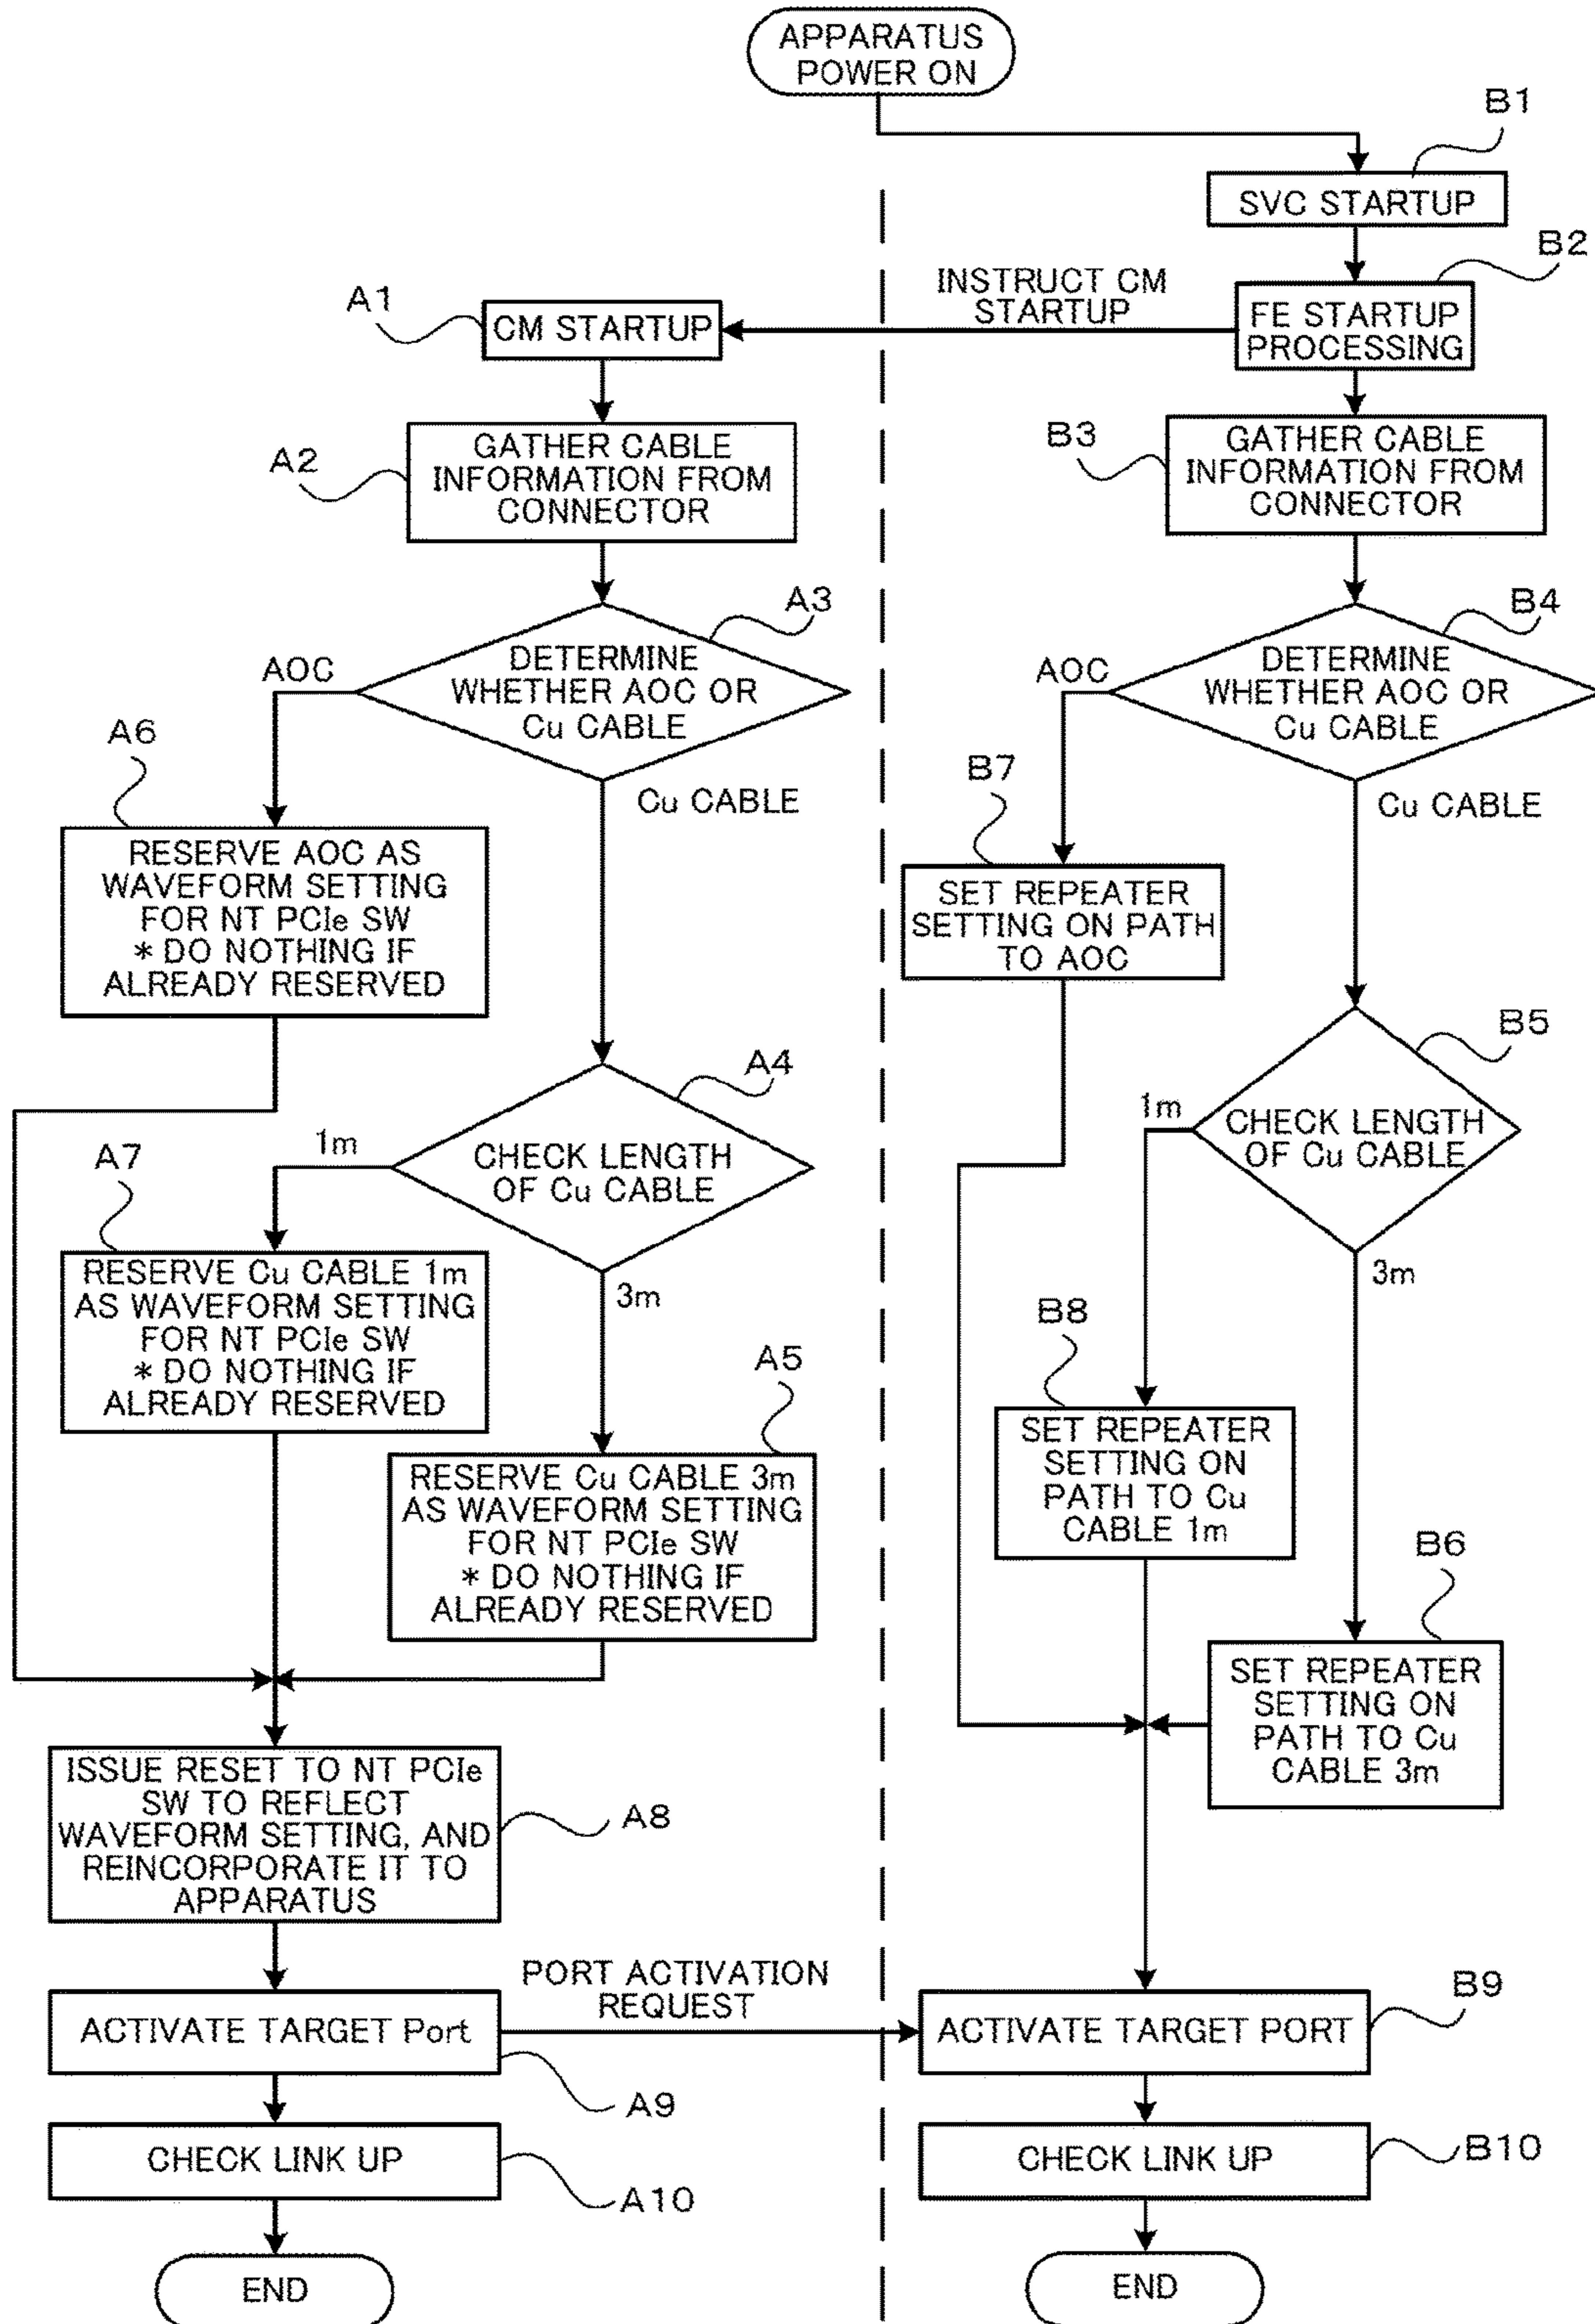 APPARATUS
POWER ON
B1
SVC STARTUP
B2
INSTRUCT CM
STARTUP
FE STARTUP
PROCESSING
A1
CM STARTUP
A2
GATHER CABLE
INFORMATION FROM
CONNECTOR
B3
GATHER CABLE
INFORMATION FROM
CONNECTOR
A3
AOC
DETERMINE
WHETHER AOC OR
Cu CABLE
Cu CABLE
B4
AOC
DETERMINE
WHETHER AOC OR
Cu CABLE
Cu CABLE
A6
RESERVE AOC AS
WAVEFORM SETTING
FOR NT PCIe SW
* DO NOTHING IF
ALREADY RESERVED
B7
SET REPEATER
SETTING ON PATH
TO AOC
A4
1m
CHECK LENGTH
OF Cu CABLE
3m
B5
1m
CHECK LENGTH
OF Cu CABLE
3m
A7
RESERVE Cu CABLE 1m
AS WAVEFORM SETTING
FOR NT PCIe SW
* DO NOTHING IF
ALREADY RESERVED
A5
RESERVE Cu CABLE 3m
AS WAVEFORM SETTING
FOR NT PCIe SW
* DO NOTHING IF
ALREADY RESERVED
B8
SET REPEATER
SETTING ON
PATH TO Cu
CABLE 1m
B6
SET REPEATER
SETTING ON
PATH TO Cu
CABLE 3m
ISSUE RESET TO NT PCIe
SW TO REFLECT
WAVEFORM SETTING, AND
REINCORPORATE IT TO
APPARATUS
A8
PORT ACTIVATION
REQUEST
ACTIVATE TARGET Port
A9
ACTIVATE TARGET PORT
B9
CHECK LINK UP
A10
CHECK LINK UP
B10
END
END